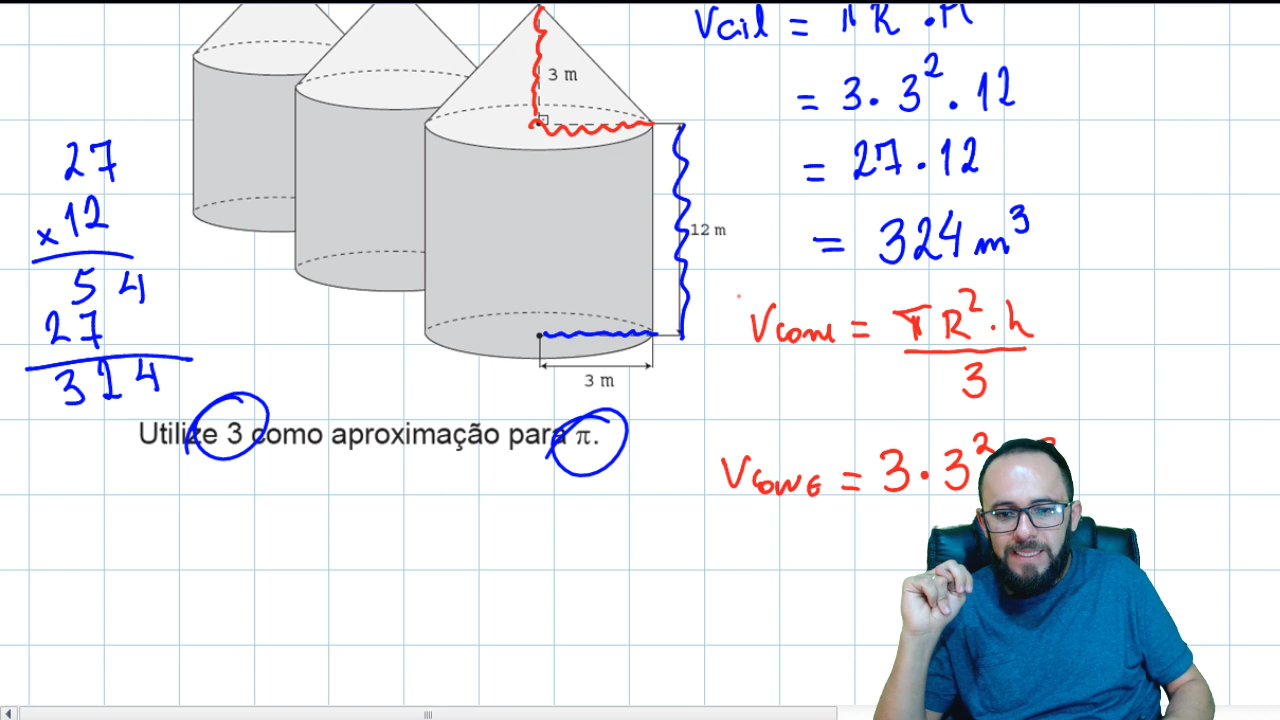 Vcil = π R² . H
= 3 . 3² . 12
= 27 . 12
= 324 m³
27
x 12
54
27
324
3 m
12 m
3 m
Utilize 3 como aproximação para π.
Vcone = π R² . h
3
Vcone = 3 . 3²